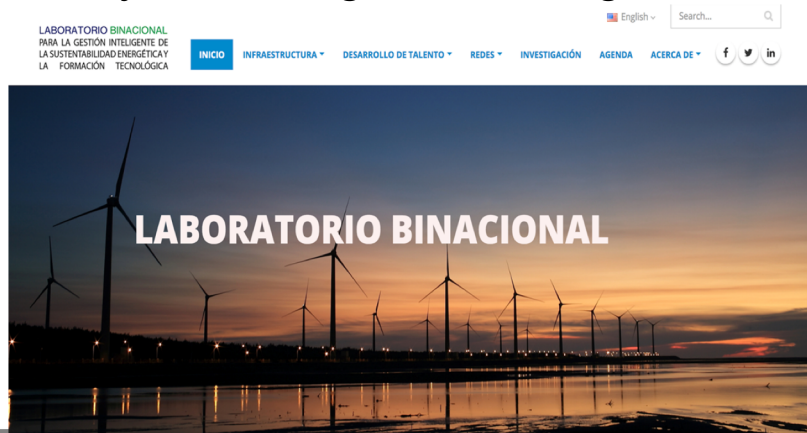 English
Search...
LABORATORIO BINACIONAL
PARA LA GESTIÓN INTELIGENTE DE
LA SUSTENTABILIDAD ENERGÉTICA Y
LA FORMACIÓN TECNOLÓGICA
INICIO INFRAESTRUCTURA DESARROLLO DE TALENTO REDES INVESTIGACIÓN AGENDA ACERCA DE
LABORATORIO BINACIONAL